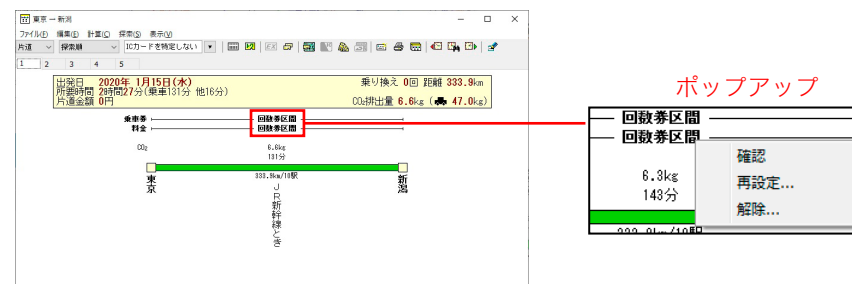 東京 → 新潟
ファイル(F) 編集(E) 計算(C) 探索(S) 表示(V)
片道 探索順 ICカードを特定しない
1 2 3 4 5
出発日 2020年 1月15日(水) 乗り換え 0回 距離 333.9km
所要時間 2時間27分(乗車131分 他16分)
片道金額 0円 CO₂排出量 6.6kg ( 47.0kg)
乗車券 回数券区間
料金 回数券区間
CO₂ 6.6kg
131分
333.9km/10駅
東京
新潟
JR新幹線とき
ポップアップ
回数券区間
回数券区間
6.3kg
143分
確認
再設定...
解除...